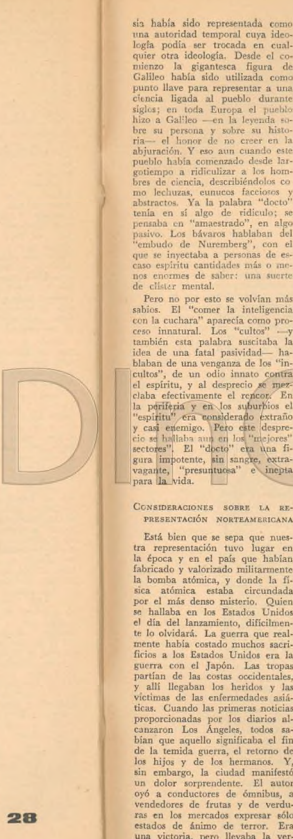 sia había sido representada como
una autoridad temporal cuya ideo-
logía podía ser trocada en cual-
quier otra ideología. Desde el co-
mienzo la gigantesca figura de
Galileo había sido utilizada como
punto llave para representar a una
ciencia ligada al pueblo durante
siglos; en toda Europa el pueblo
hizo a Galileo —en la leyenda so-
bre su persona y sobre su histo-
ria— el honor de no creer en la
abjuración. Y eso aun cuando este
pueblo había comenzado desde lar-
gotiempo a ridiculizar a los hom-
bres de ciencia, describiéndolos co
mo lechuzas, eunucos facciosos y
abstractos. Ya la palabra "docto"
tenía en sí algo de ridículo; se
pensaba en "amaestrado", en algo
pasivo. Los bávaros hablaban del
"embudo de Nuremberg", con el
que se inyectaba a personas de es-
caso espíritu cantidades más o me-
nos enormes de saber: una suerte
de clister mental.
Pero no por esto se volvían más
sabios. El "comer la inteligencia
con la cuchara" aparecía como pro-
ceso innatural. Los "cultos" —y
también esta palabra suscitaba la
idea de una fatal pasividad— ha-
blaban de una venganza de los "in-
cultos", de un odio innato contra
el espíritu, y al desprecio se mez-
claba efectivamente el rencor. En
la periferia y en los suburbios el
"espíritu" era considerado extraño
y casi enemigo. Pero este despre-
cio se hallaba aun en los "mejores"
sectores". El "docto" era una fi-
gura impotente, sin sangre, extra-
vagante, "presuntuosa" e inepta
para la vida.
CONSIDERACIONES SOBRE LA RE-
PRESENTACIÓN NORTEAMERICANA
Está bien que se sepa que nues-
tra representación tuvo lugar en
la época y en el país que habían
fabricado y valorizado militarmente
la bomba atómica, y donde la fí-
sica atómica estaba circundada
por el más denso misterio. Quien
se hallaba en los Estados Unidos
el día del lanzamiento, difícilmen-
te lo olvidará. La guerra que real-
mente había costado muchos sacri-
ficios a los Estados Unidos era la
guerra con el Japón. Las tropas
partían de las costas occidentales,
y allí llegaban los heridos y las
víctimas de las enfermedades asiá-
ticas. Cuando las primeras noticias
proporcionadas por los diarios al-
canzaron Los Ángeles, todos sa-
bían que aquello significaba el fin
de la temida guerra, el retorno de
los hijos y de los hermanos. Y,
sin embargo, la ciudad manifestó
un dolor sorprendente. El autor
oyó a conductores de ómnibus, a
vendedores de frutas y de verdu-
ras en los mercados expresar sólo
estados de ánimo de terror. Era
una victoria, pero llevaba la ver-
28